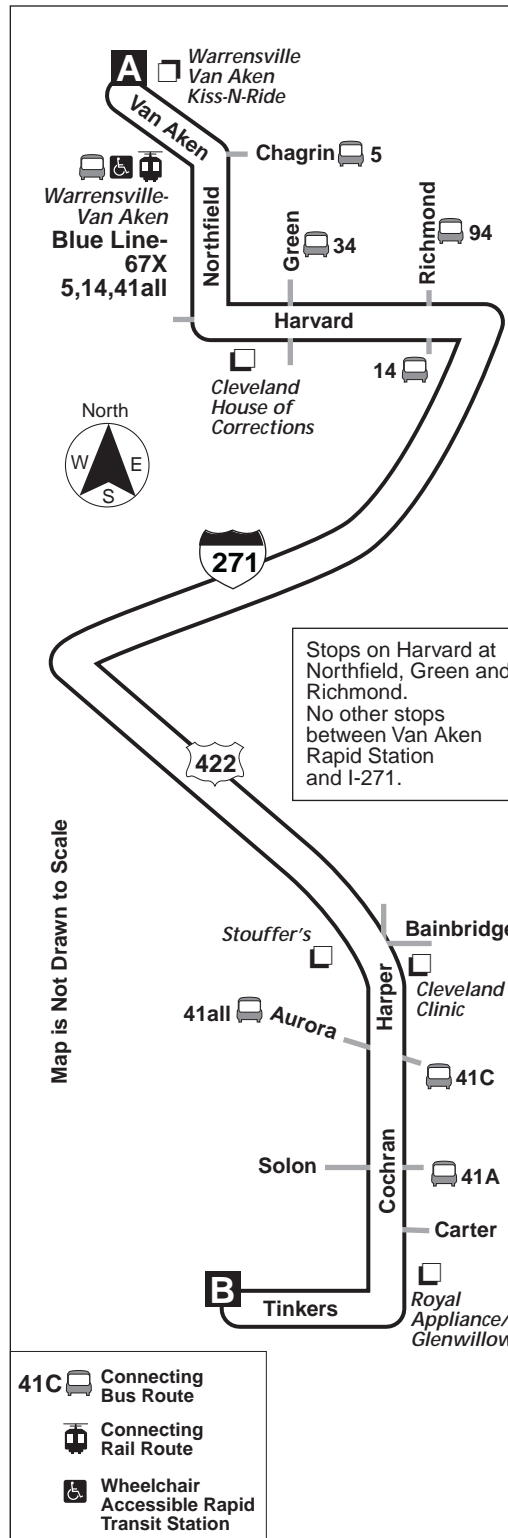 A
Warrensville
Van Aken
Kiss-N-Ride
Van Aken
Chagrin 5
Warrensville-
Van Aken
Blue Line-
67X
5,14,41all
Northfield
Green
34
Richmond
94
Harvard
14
Cleveland
House of
Corrections
North
W E
S
271
Stops on Harvard at
Northfield, Green and
Richmond.
No other stops
between Van Aken
Rapid Station
and I-271.
422
Map is Not Drawn to Scale
Bainbridge
Stouffer's
Harper
Cleveland
Clinic
41all Aurora
41C
Cochran
Solon
41A
Carter
B
Tinkers
Royal
Appliance/
Glenwillow
41C Connecting
Bus Route
Connecting
Rail Route
Wheelchair
Accessible Rapid
Transit Station